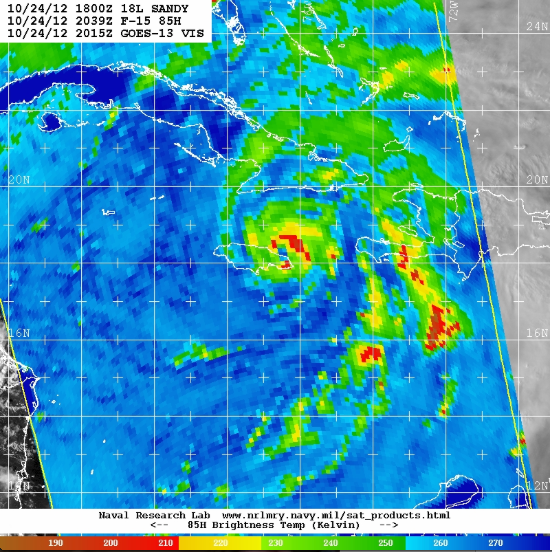 10/24/12 1800Z 18L SANDY
10/24/12 2039Z F-15 85H
10/24/12 2015Z GOES-13 VIS
72W
24N
20N
20N
16N
16N
12N
12N
Naval Research Lab www.nrlmry.navy.mil/sat_products.html
<-- 85H Brightness Temp (Kelvin) -->
190 200 210 220 230 240 250 260 270